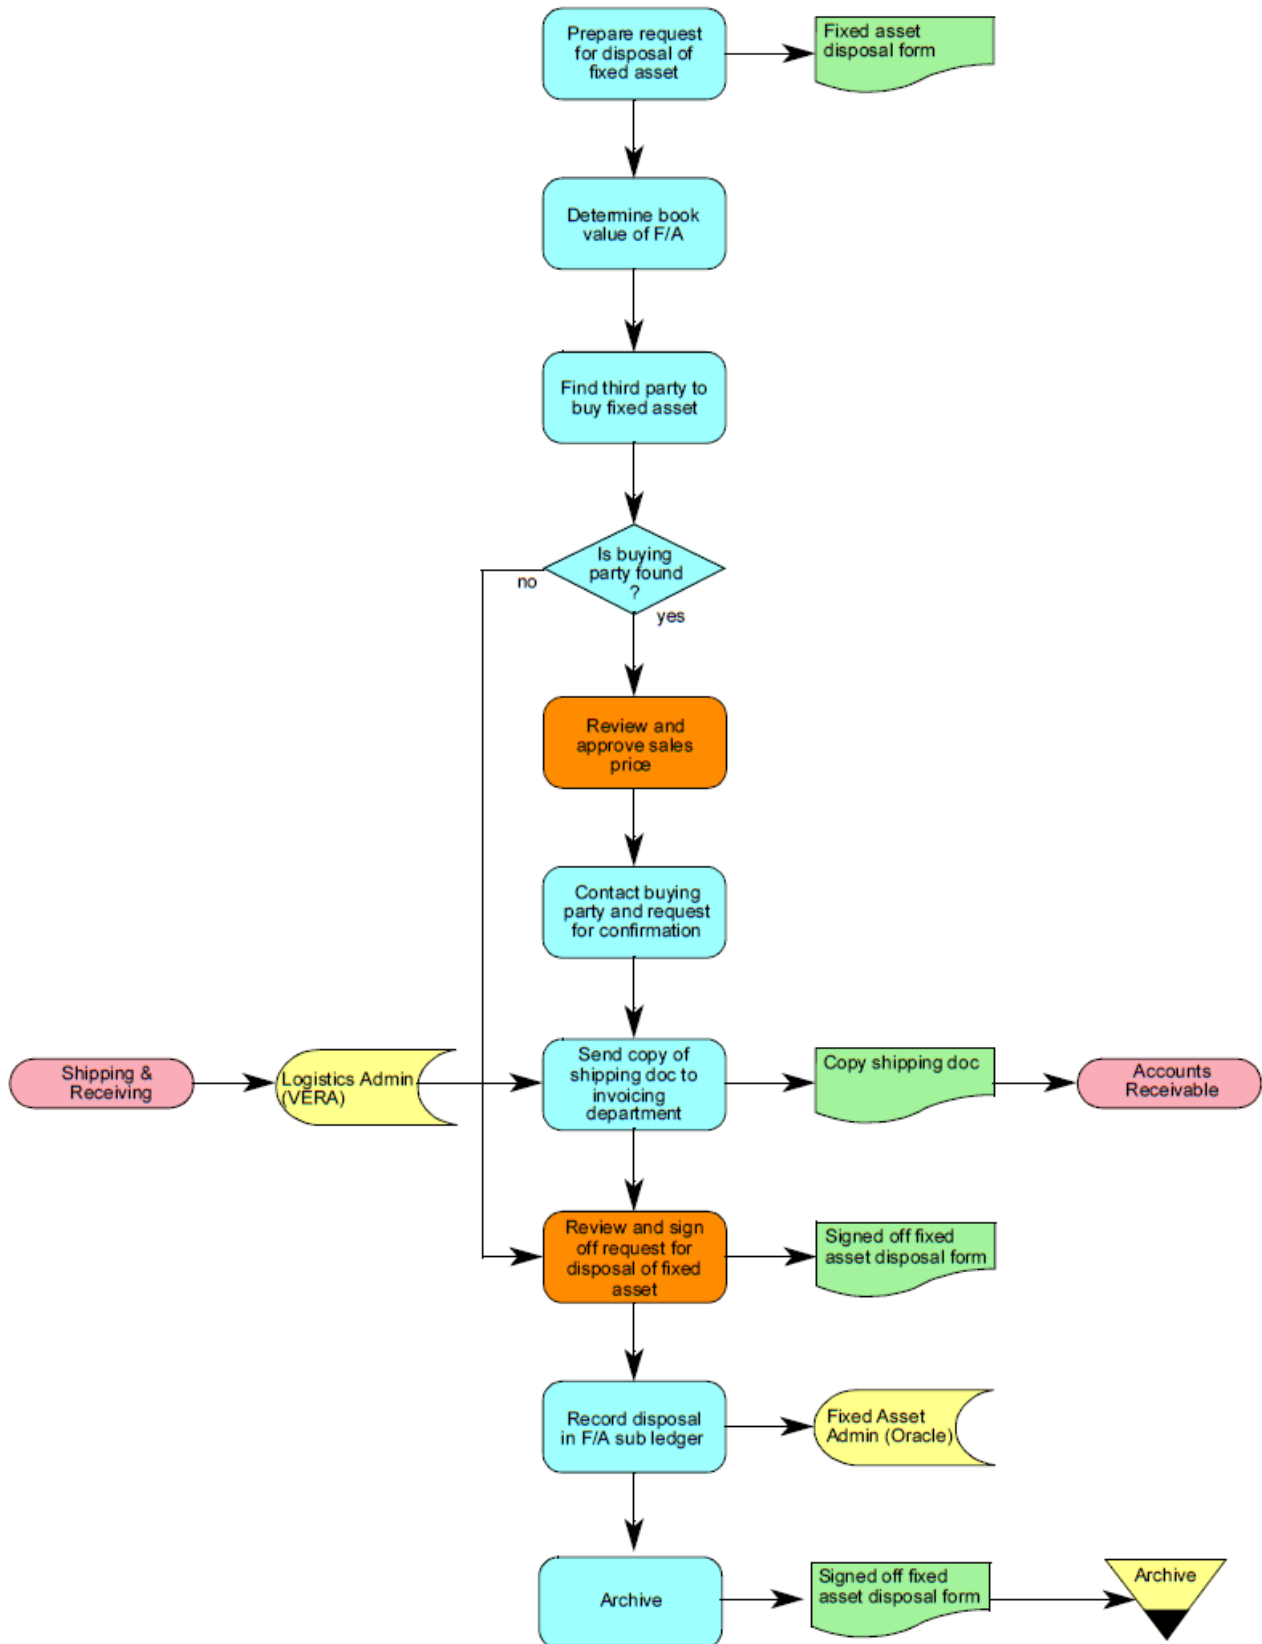 Prepare request
for disposal of
fixed asset
Fixed asset
disposal form
Determine book
value of F/A
Find third party to
buy fixed asset
Is buying
party found
?
no
yes
Review and
approve sales
price
Contact buying
party and request
for confirmation
Shipping &
Receiving
Logistics Admin
(VERA)
Send copy of
shipping doc to
invoicing
department
Copy shipping doc
Accounts
Receivable
Review and sign
off request for
disposal of fixed
asset
Signed off fixed
asset disposal form
Record disposal
in F/A sub ledger
Fixed Asset
Admin (Oracle)
Archive
Signed off fixed
asset disposal form
Archive